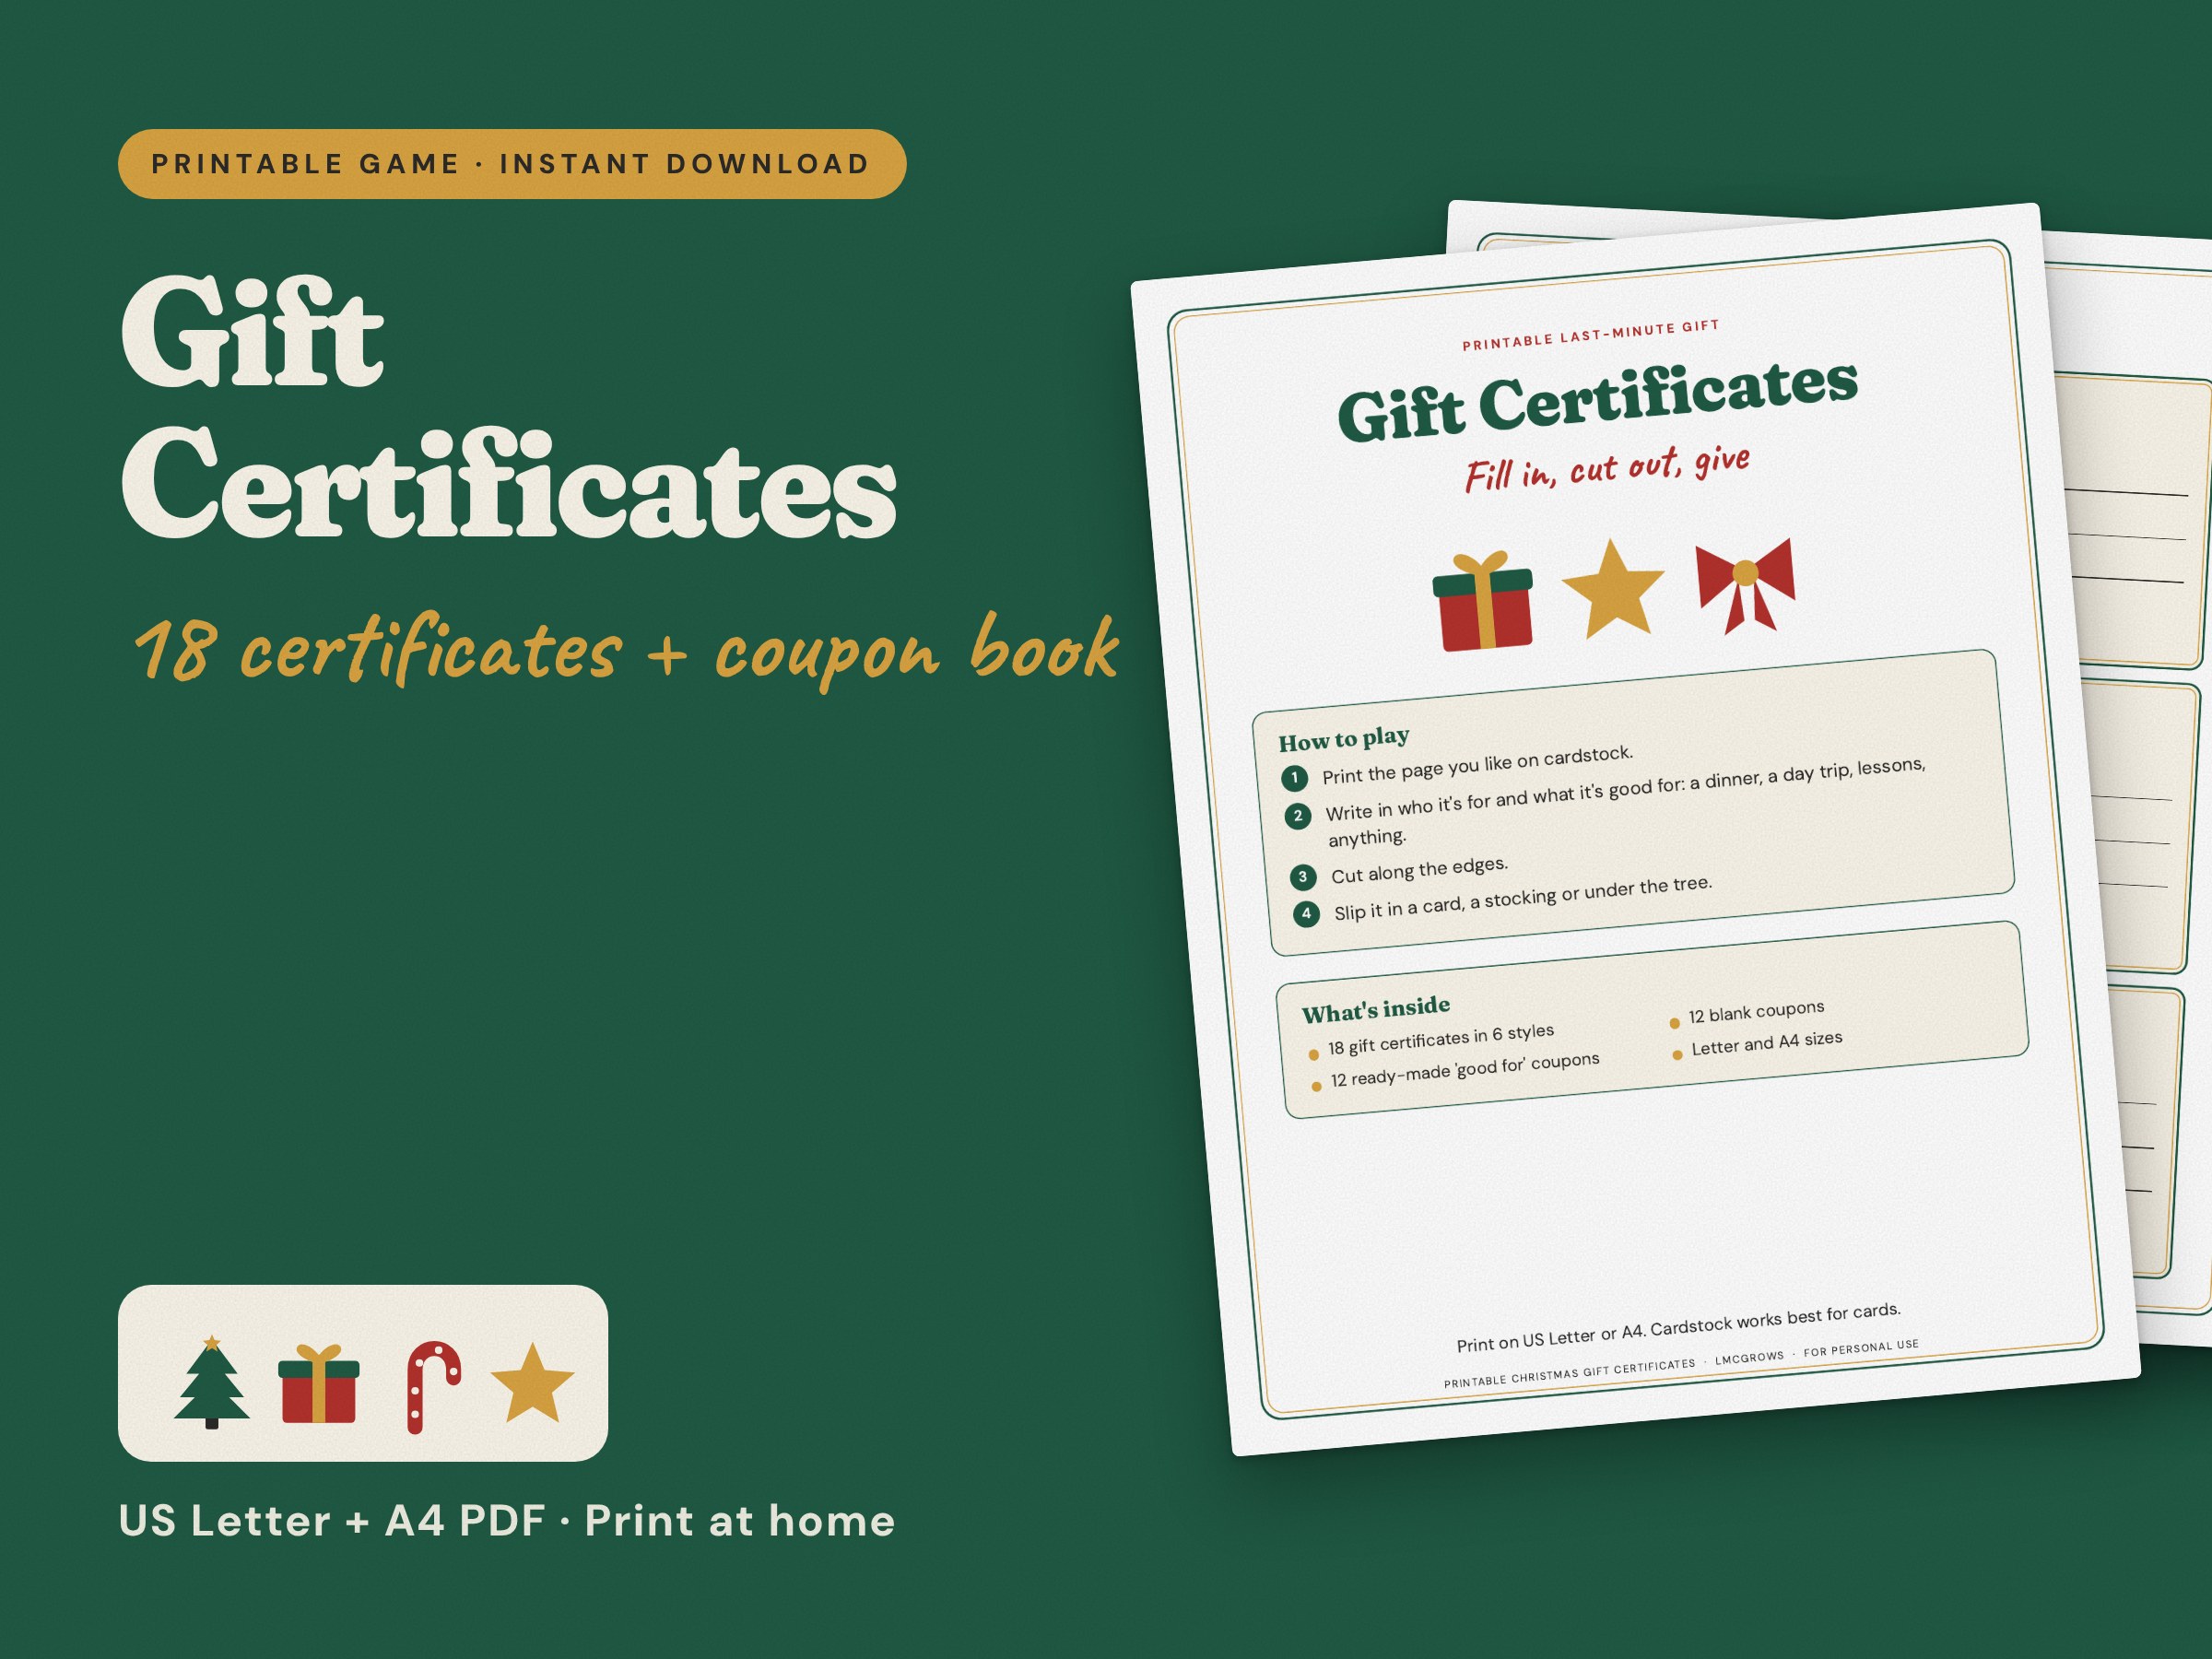 PRINTABLE GAME · INSTANT DOWNLOAD
Gift
Certificates
18 certificates + coupon book
US Letter + A4 PDF · Print at home
PRINTABLE LAST-MINUTE GIFT
Gift Certificates
Fill in, cut out, give
How to play
1 Print the page you like on cardstock.
2 Write in who it's for and what it's good for: a dinner, a day trip, lessons,
anything.
3 Cut along the edges.
4 Slip it in a card, a stocking or under the tree.
What's inside
18 gift certificates in 6 styles
12 ready-made 'good for' coupons
12 blank coupons
Letter and A4 sizes
Print on US Letter or A4. Cardstock works best for cards.
PRINTABLE CHRISTMAS GIFT CERTIFICATES · LMCGROWS · FOR PERSONAL USE